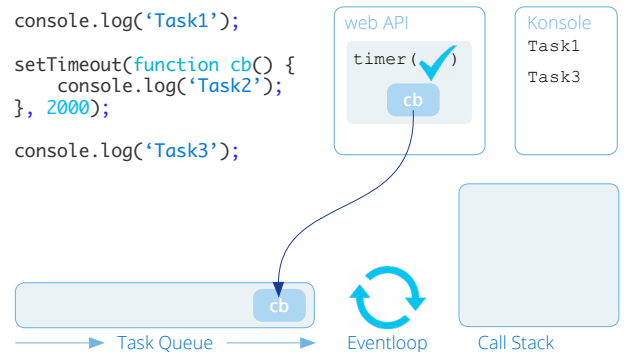 console.log(‘Task1’);
setTimeout(function cb() {
console.log(‘Task2’);
}, 2000);
console.log(‘Task3’);
web API
timer( )
cb
Konsole
Task1
Task3
cb
Task Queue
Eventloop
Call Stack